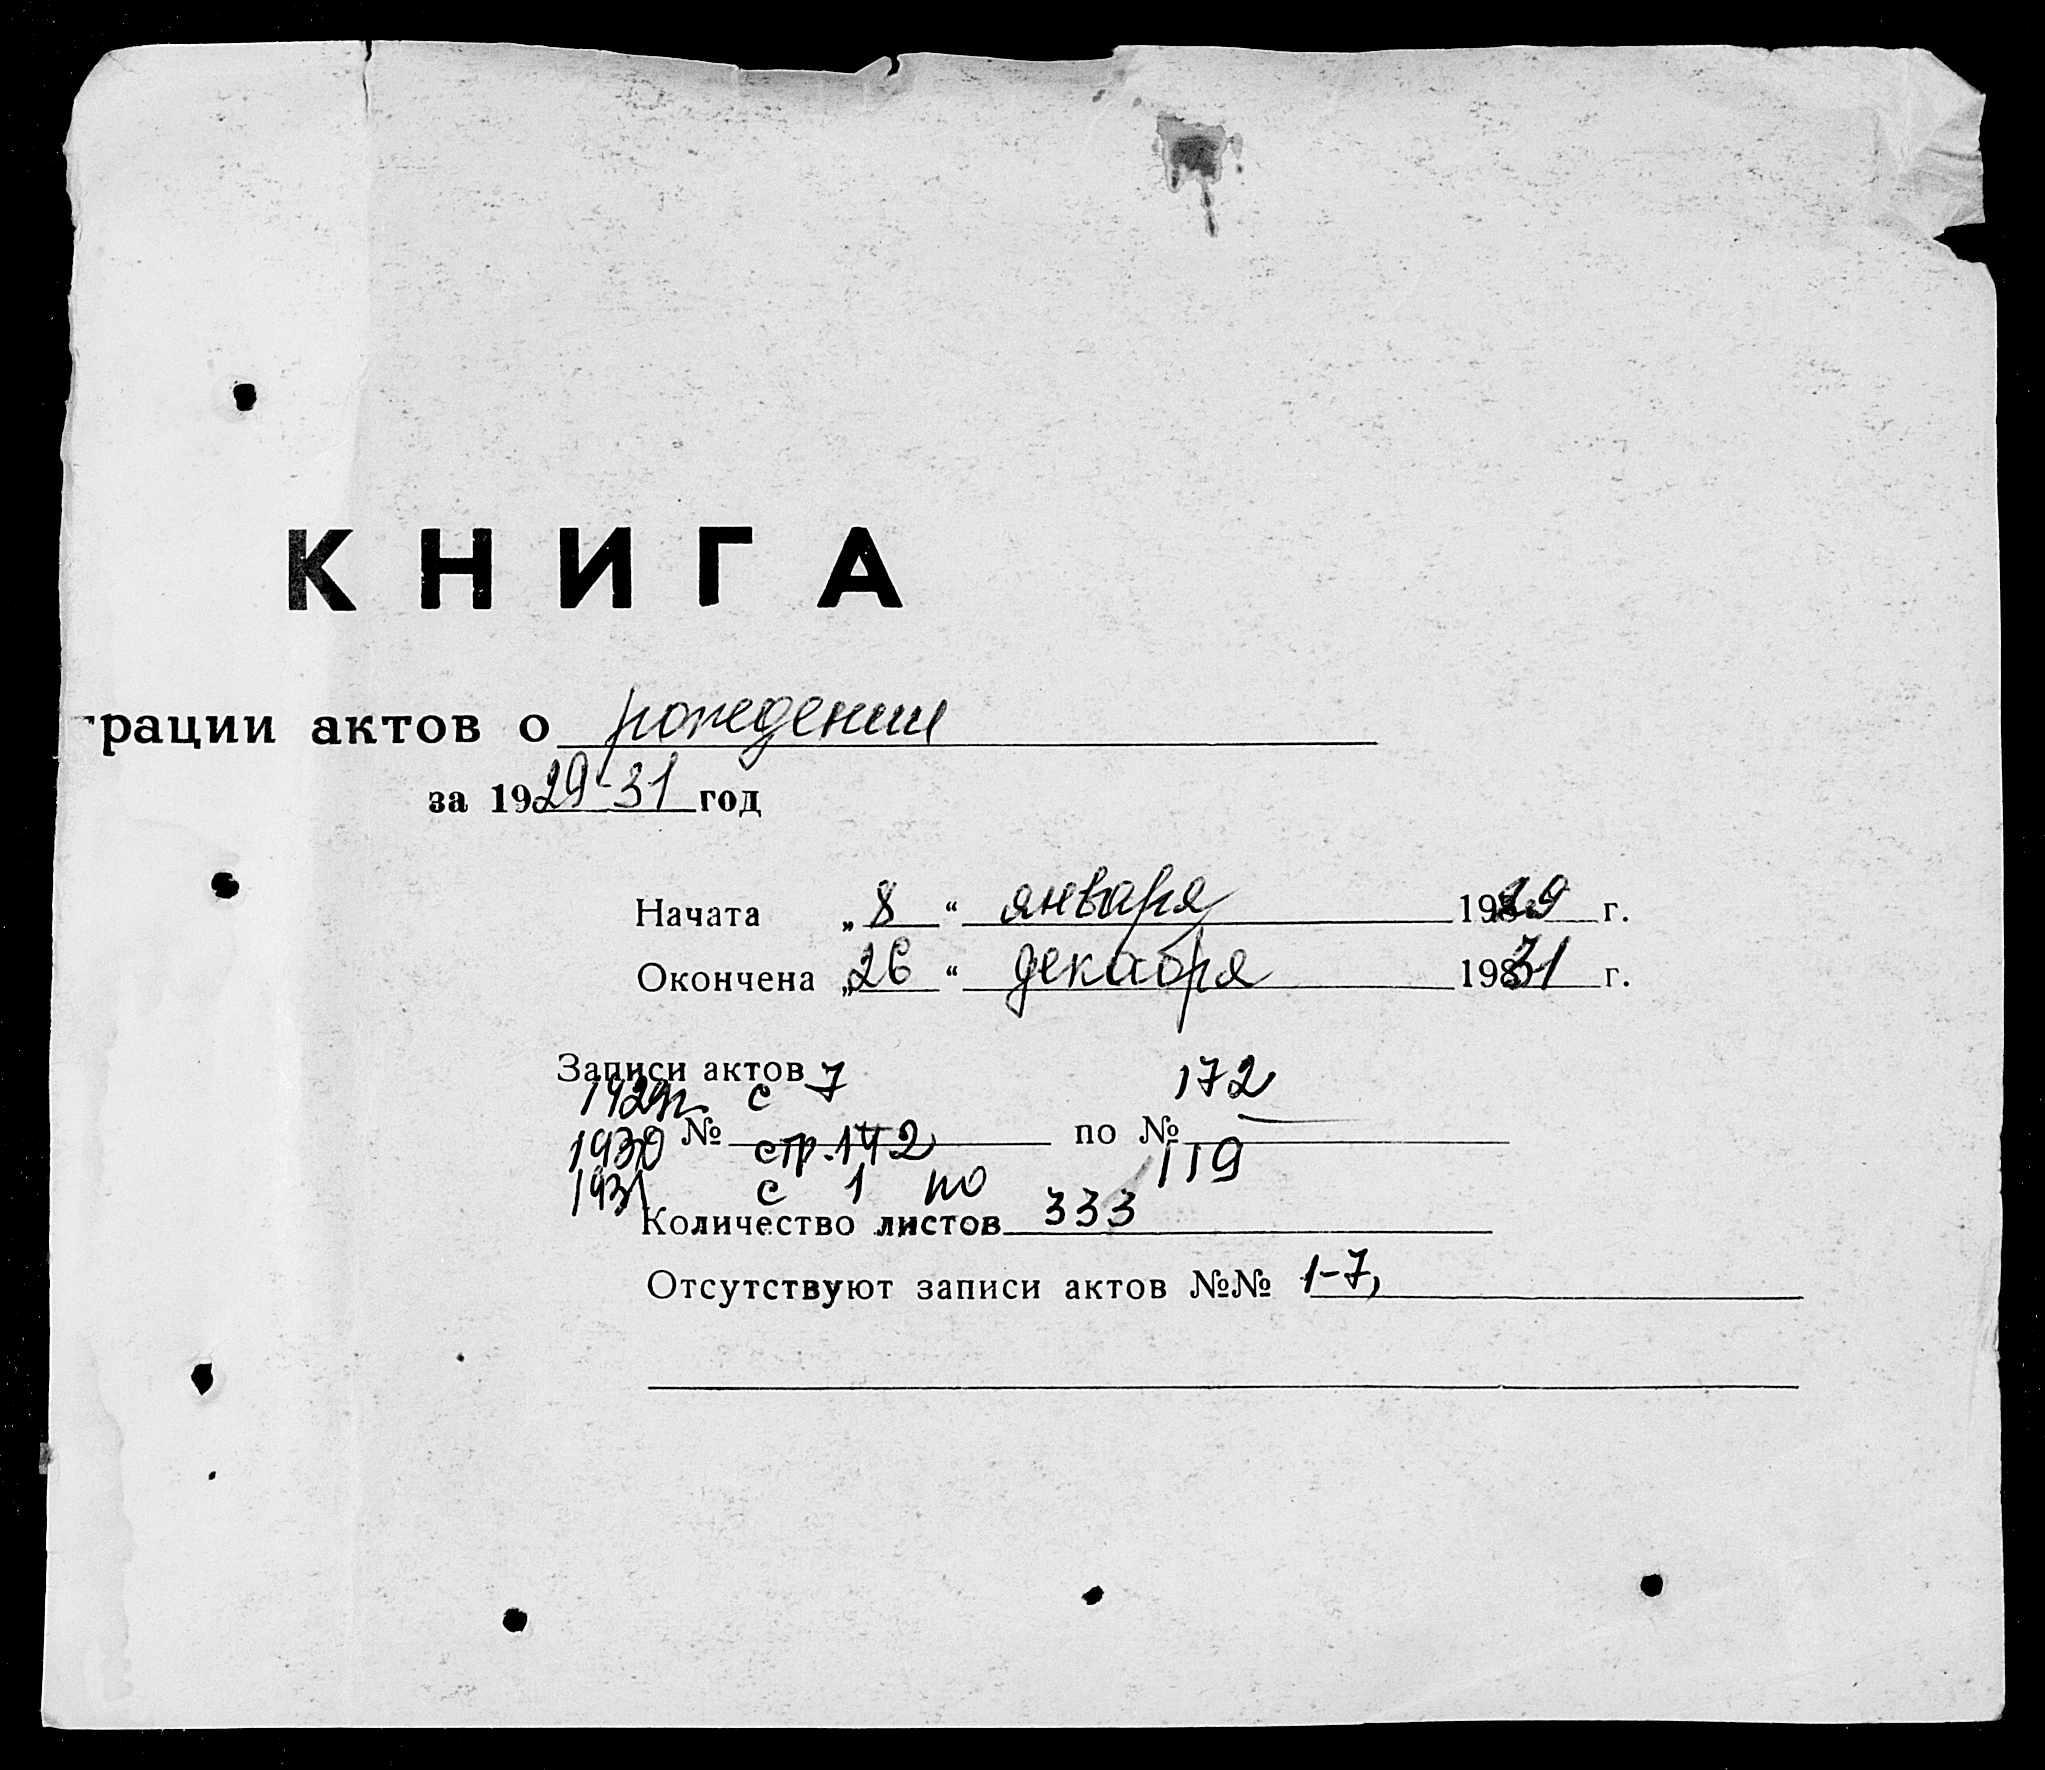 КНИГА
трации актов о рождении
за 1929-31 год
Начата „8“ января 1929 г.
Окончена „26“ декабря 1931 г.
Записи актов
1929г с 7 172
№ по №
1930 стр. 142
1931 с 1 по 119
Количество листов 333
Отсутствуют записи актов №№ 1-7,